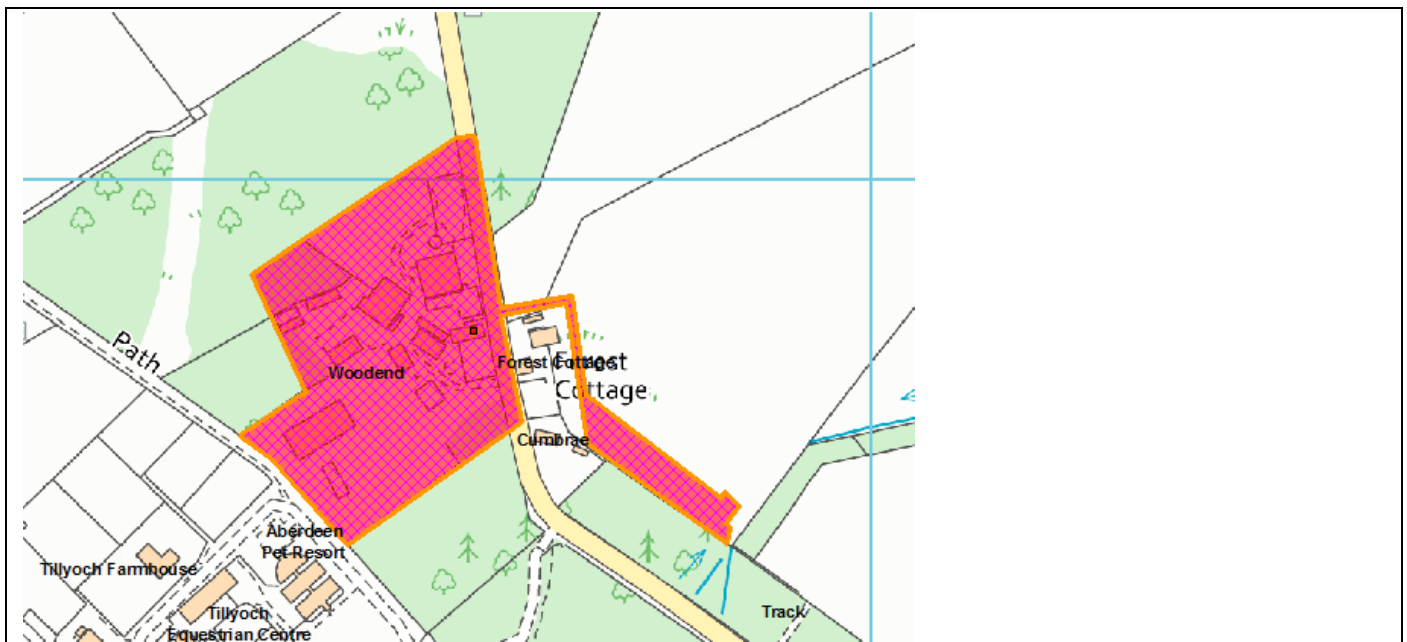 Path
Woodend
Forest Cottage
Forest
Cottage
Cumbrae
Aberdeen
Pet Resort
Tillyoch Farmhouse
Tillyoch
Equestrian Centre
Track